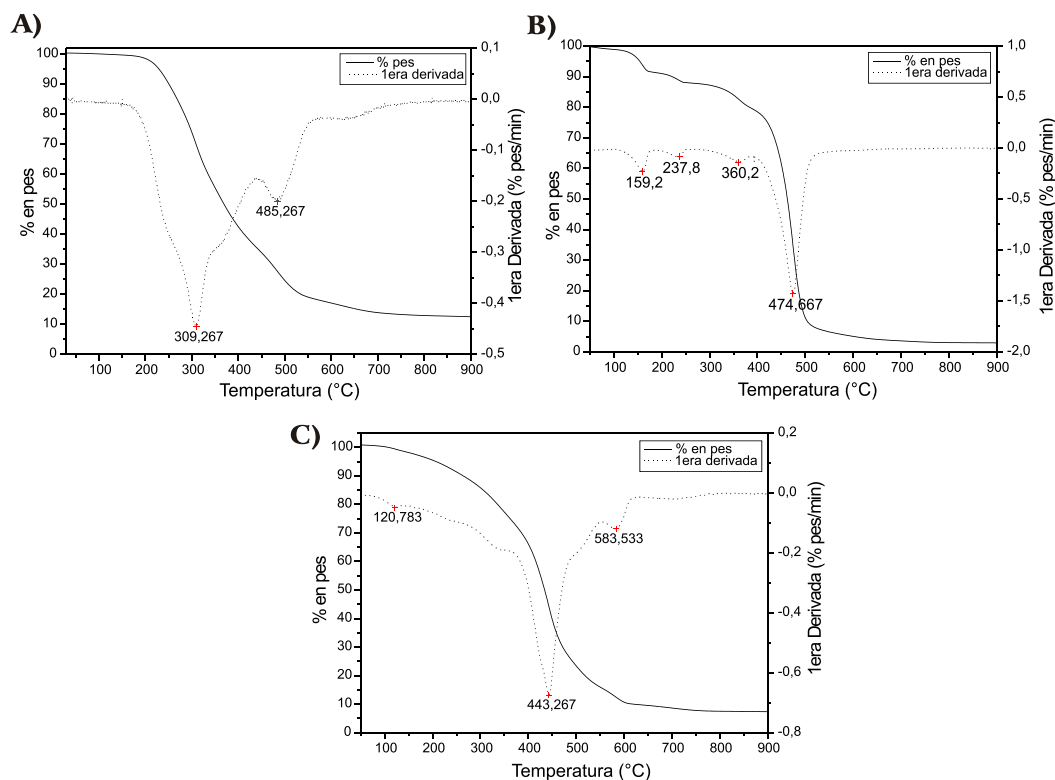 A)
% pes
1era derivada
100
90
80
70
60
50
40
30
20
10
0
% en pes
0,1
0,0
-0,1
-0,2
-0,3
-0,4
-0,5
1era Derivada (% pes/min)
485,267
309,267
100 200 300 400 500 600 700 800 900
Temperatura (°C)
B)
% en pes
1era derivada
100
90
80
70
60
50
40
30
20
10
0
% en pes
1,0
0,5
0,0
-0,5
-1,0
-1,5
-2,0
1era Derivada (% pes/min)
159,2
237,8
360,2
474,667
100 200 300 400 500 600 700 800 900
Temperatura (°C)
C)
% en pes
1era derivada
100
90
80
70
60
50
40
30
20
10
0
% en pes
0,2
0,0
-0,2
-0,4
-0,6
-0,8
1era Derivada (% pes/min)
120,783
583,533
443,267
100 200 300 400 500 600 700 800 900
Temperatura (°C)